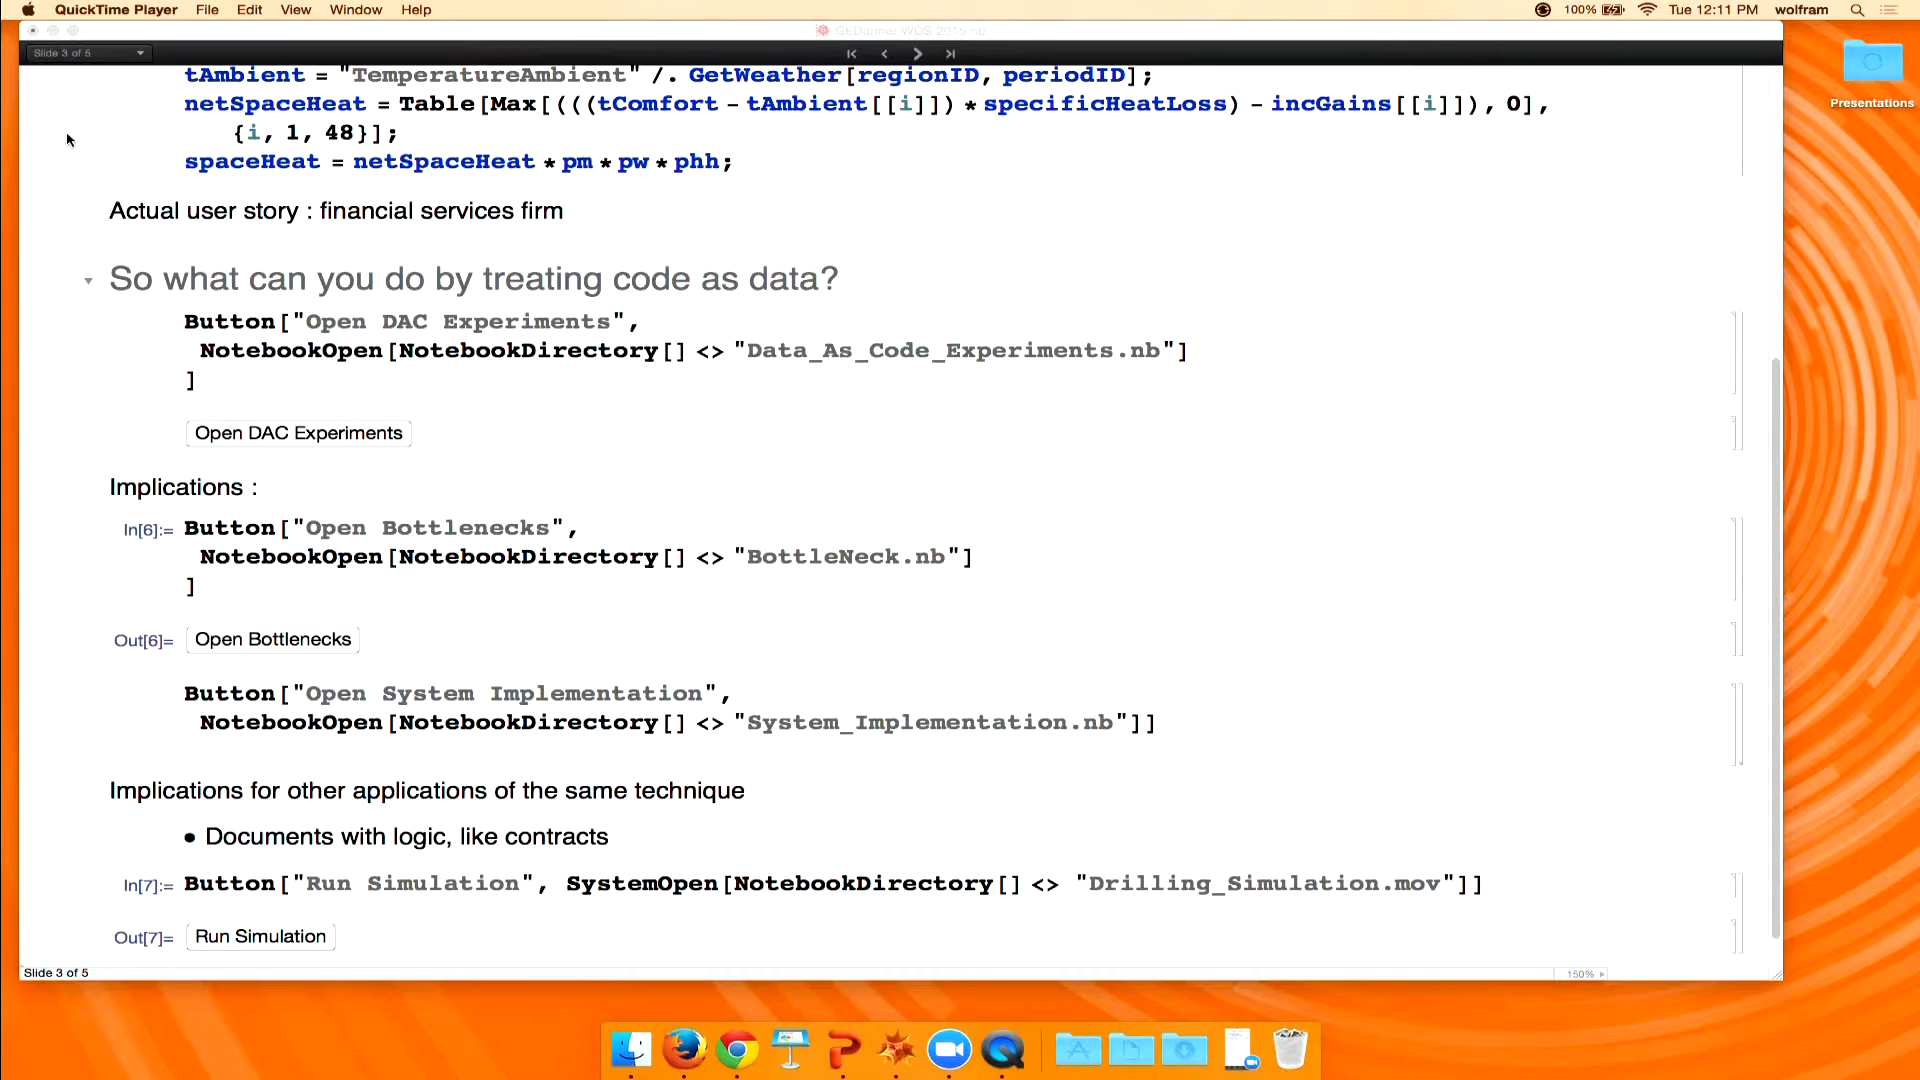 QuickTime Player File Edit View Window Help 100% Tue 12:11 PM wolfram
GEDanner WDS 2015.nb
Slide 3 of 5
Presentations
tAmbient = "TemperatureAmbient" /. GetWeather[regionID, periodID];
netSpaceHeat = Table[Max[(((tComfort - tAmbient[[i]]) * specificHeatLoss) - incGains[[i]]), 0],
{i, 1, 48}];
spaceHeat = netSpaceHeat * pm * pw * phh;
Actual user story : financial services firm
So what can you do by treating code as data?
Button["Open DAC Experiments",
NotebookOpen[NotebookDirectory[] <> "Data_As_Code_Experiments.nb"]
]
Open DAC Experiments
Implications :
In[6]:= Button["Open Bottlenecks",
NotebookOpen[NotebookDirectory[] <> "BottleNeck.nb"]
]
Out[6]= Open Bottlenecks
Button["Open System Implementation",
NotebookOpen[NotebookDirectory[] <> "System_Implementation.nb"]]
Implications for other applications of the same technique
● Documents with logic, like contracts
In[7]:= Button["Run Simulation", SystemOpen[NotebookDirectory[] <> "Drilling_Simulation.mov"]]
Out[7]= Run Simulation
Slide 3 of 5
150%